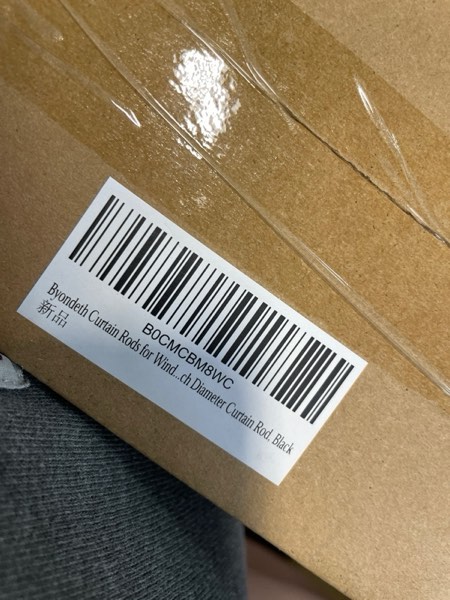 B0CMCBM8WC
Byondeth Curtain Rods for Wind...ch Diameter Curtain Rod, Black
新品